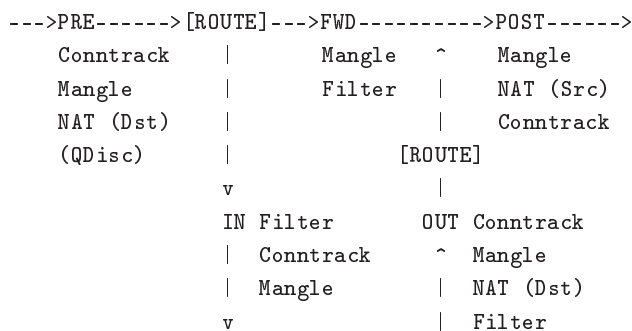 --->PRE------>[ROUTE]--->FWD---------->POST------>
Conntrack | Mangle ^ Mangle
Mangle | Filter | NAT (Src)
NAT (Dst) | | Conntrack
(QDisc) | [ROUTE]
v |
IN Filter OUT Conntrack
| Conntrack ^ Mangle
| Mangle | NAT (Dst)
v | Filter